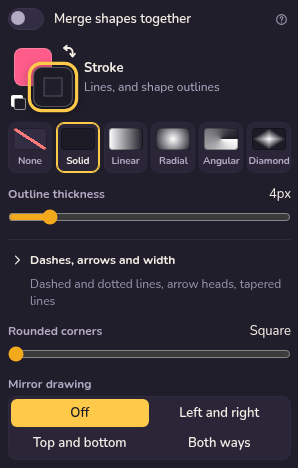 Merge shapes together
Stroke
Lines, and shape outlines
None
Solid
Linear
Radial
Angular
Diamond
Outline thickness
4px
Dashes, arrows and width
Dashed and dotted lines, arrow heads, tapered
lines
Rounded corners
Square
Mirror drawing
Off
Left and right
Top and bottom
Both ways